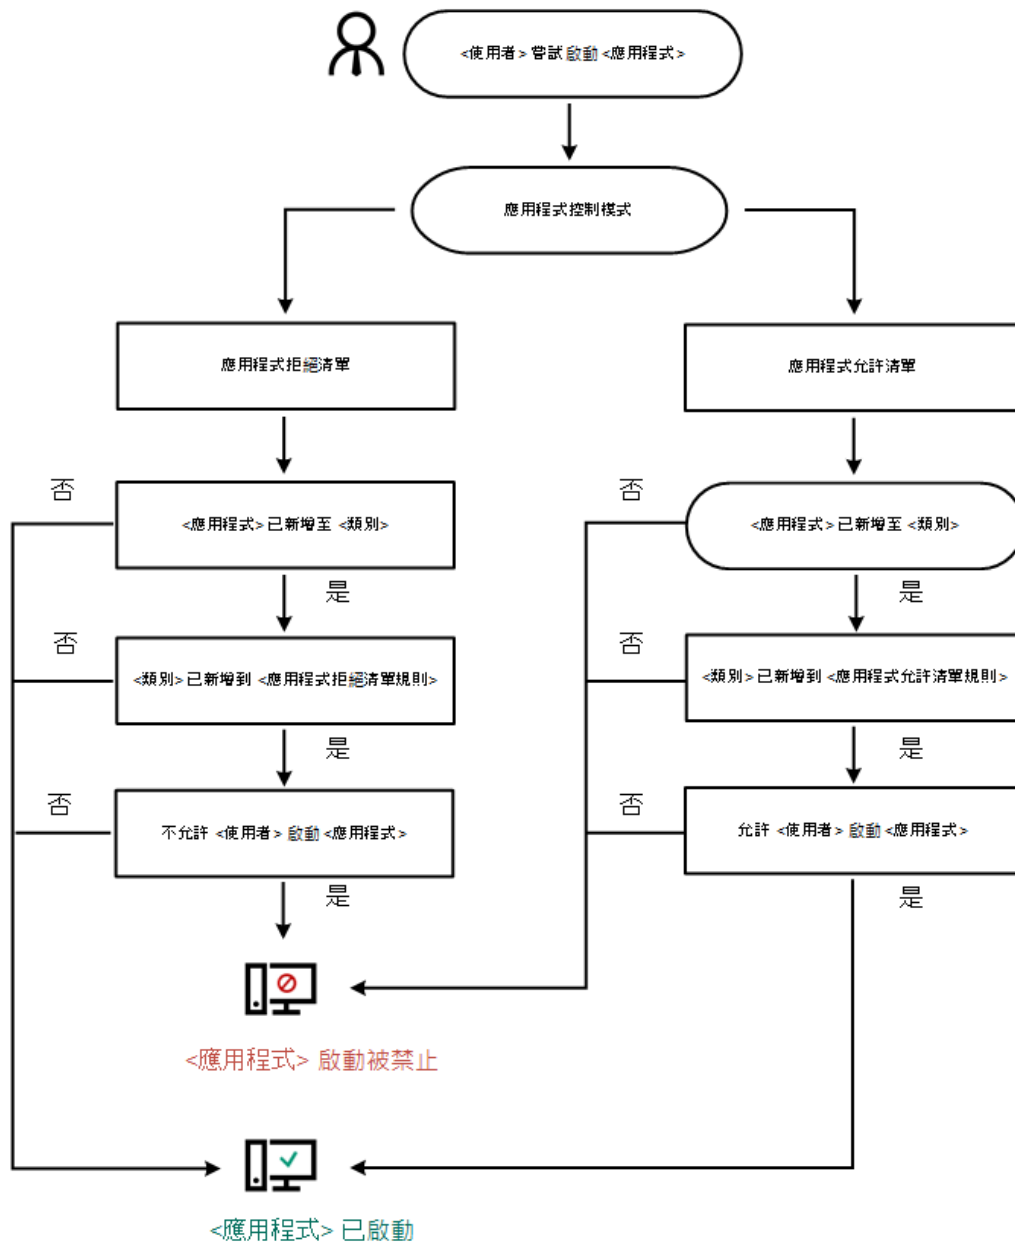 <使用者> 嘗試 啟動 <應用程式>
應用程式控制模式
應用程式拒絕清單
應用程式允許清單
否
否
<應用程式> 已新增至 <類別>
<應用程式> 已新增至 <類別>
是
是
否
否
<類別> 已新增到 <應用程式拒絕清單規則>
<類別> 已新增到 <應用程式允許清單規則>
是
是
否
否
不允許 <使用者> 啟動 <應用程式>
允許 <使用者> 啟動 <應用程式>
是
是
<應用程式> 啟動被禁止
<應用程式> 已啟動